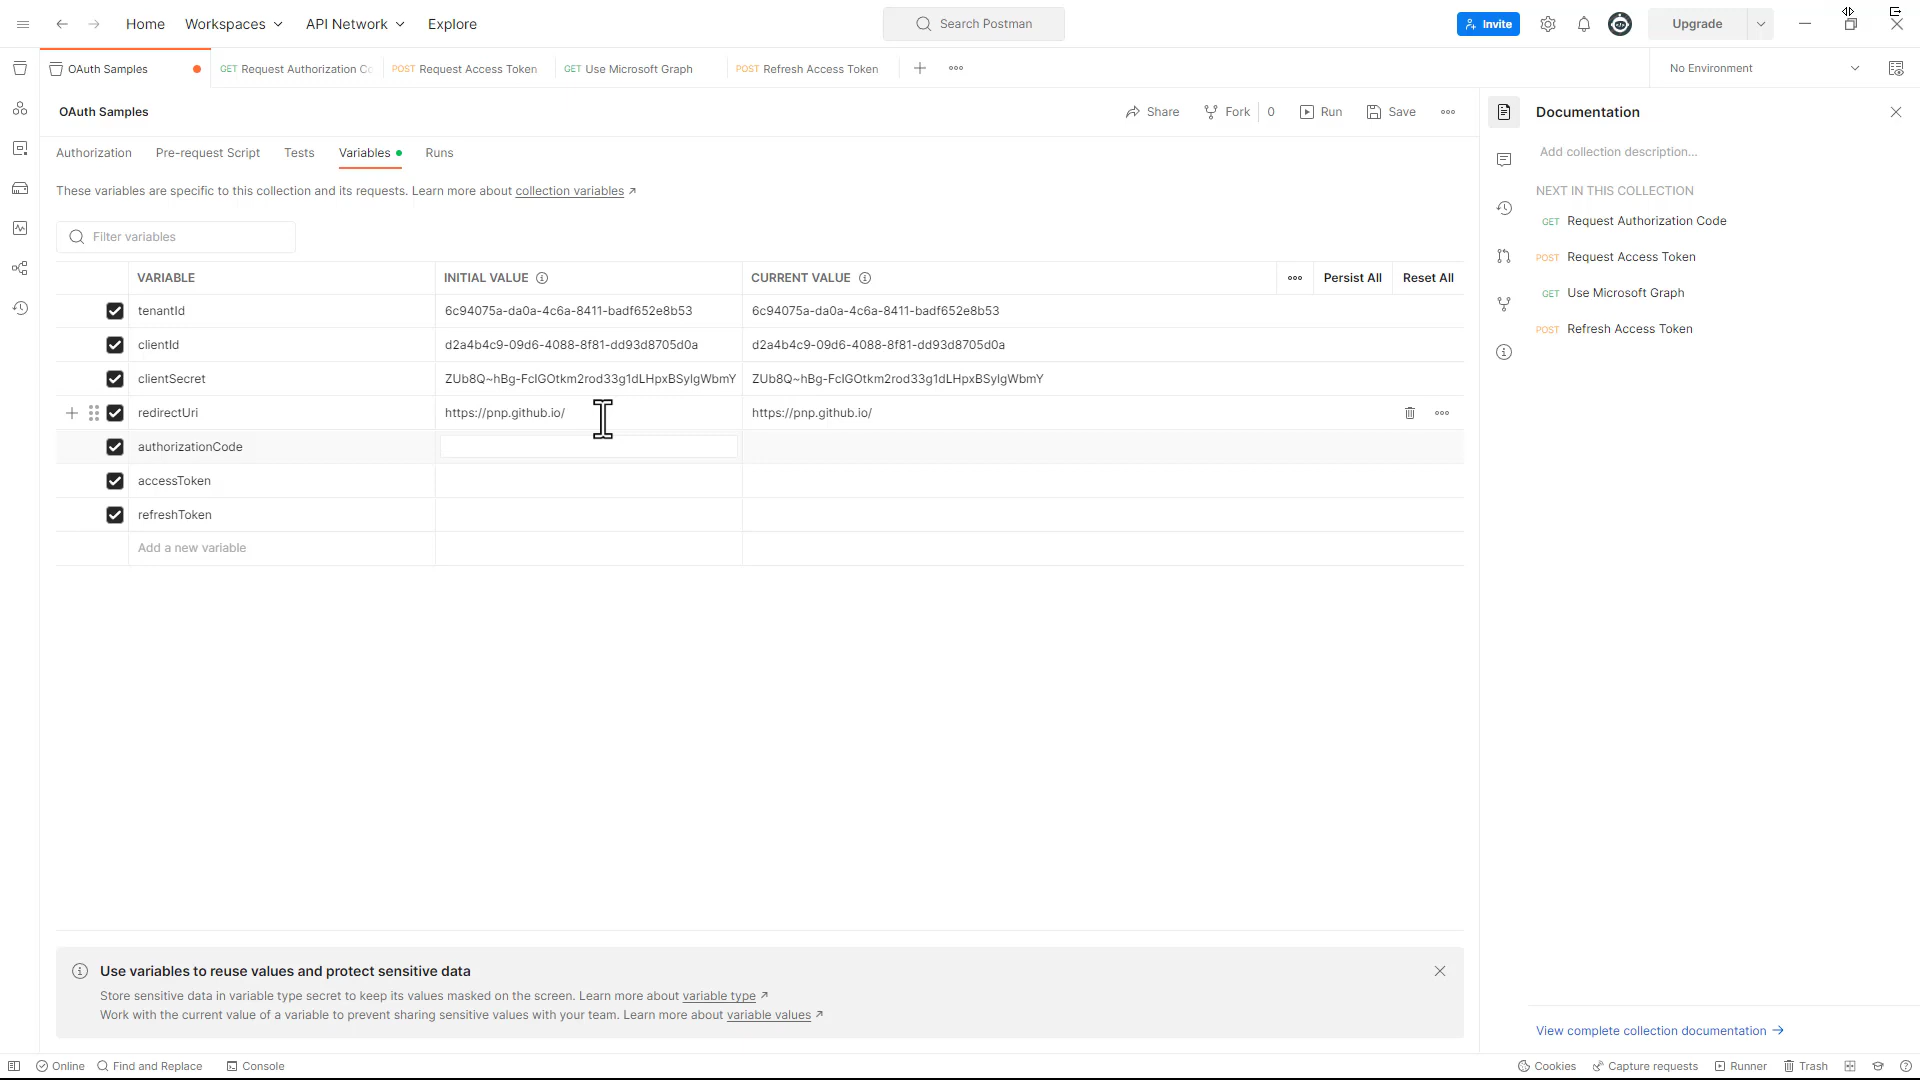 Home Workspaces API Network Explore Search Postman Invite Upgrade
OAuth Samples GET Request Authorization Co POST Request Access Token GET Use Microsoft Graph POST Refresh Access Token No Environment
OAuth Samples Share Fork 0 Run Save
Authorization Pre-request Script Tests Variables Runs
These variables are specific to this collection and its requests. Learn more about collection variables ↗
Filter variables
VARIABLE INITIAL VALUE CURRENT VALUE Persist All Reset All
tenantId 6c94075a-da0a-4c6a-8411-badf652e8b53 6c94075a-da0a-4c6a-8411-badf652e8b53
clientId d2a4b4c9-09d6-4088-8f81-dd93d8705d0a d2a4b4c9-09d6-4088-8f81-dd93d8705d0a
clientSecret
redirectUri https://pnp.github.io/ https://pnp.github.io/
authorizationCode
accessToken
refreshToken
Add a new variable
Use variables to reuse values and protect sensitive data
Store sensitive data in variable type secret to keep its values masked on the screen. Learn more about variable type ↗
Work with the current value of a variable to prevent sharing sensitive values with your team. Learn more about variable values ↗
Documentation
Add collection description...
NEXT IN THIS COLLECTION
GET Request Authorization Code
POST Request Access Token
GET Use Microsoft Graph
POST Refresh Access Token
View complete collection documentation →
Online Find and Replace Console Cookies Capture requests Runner Trash